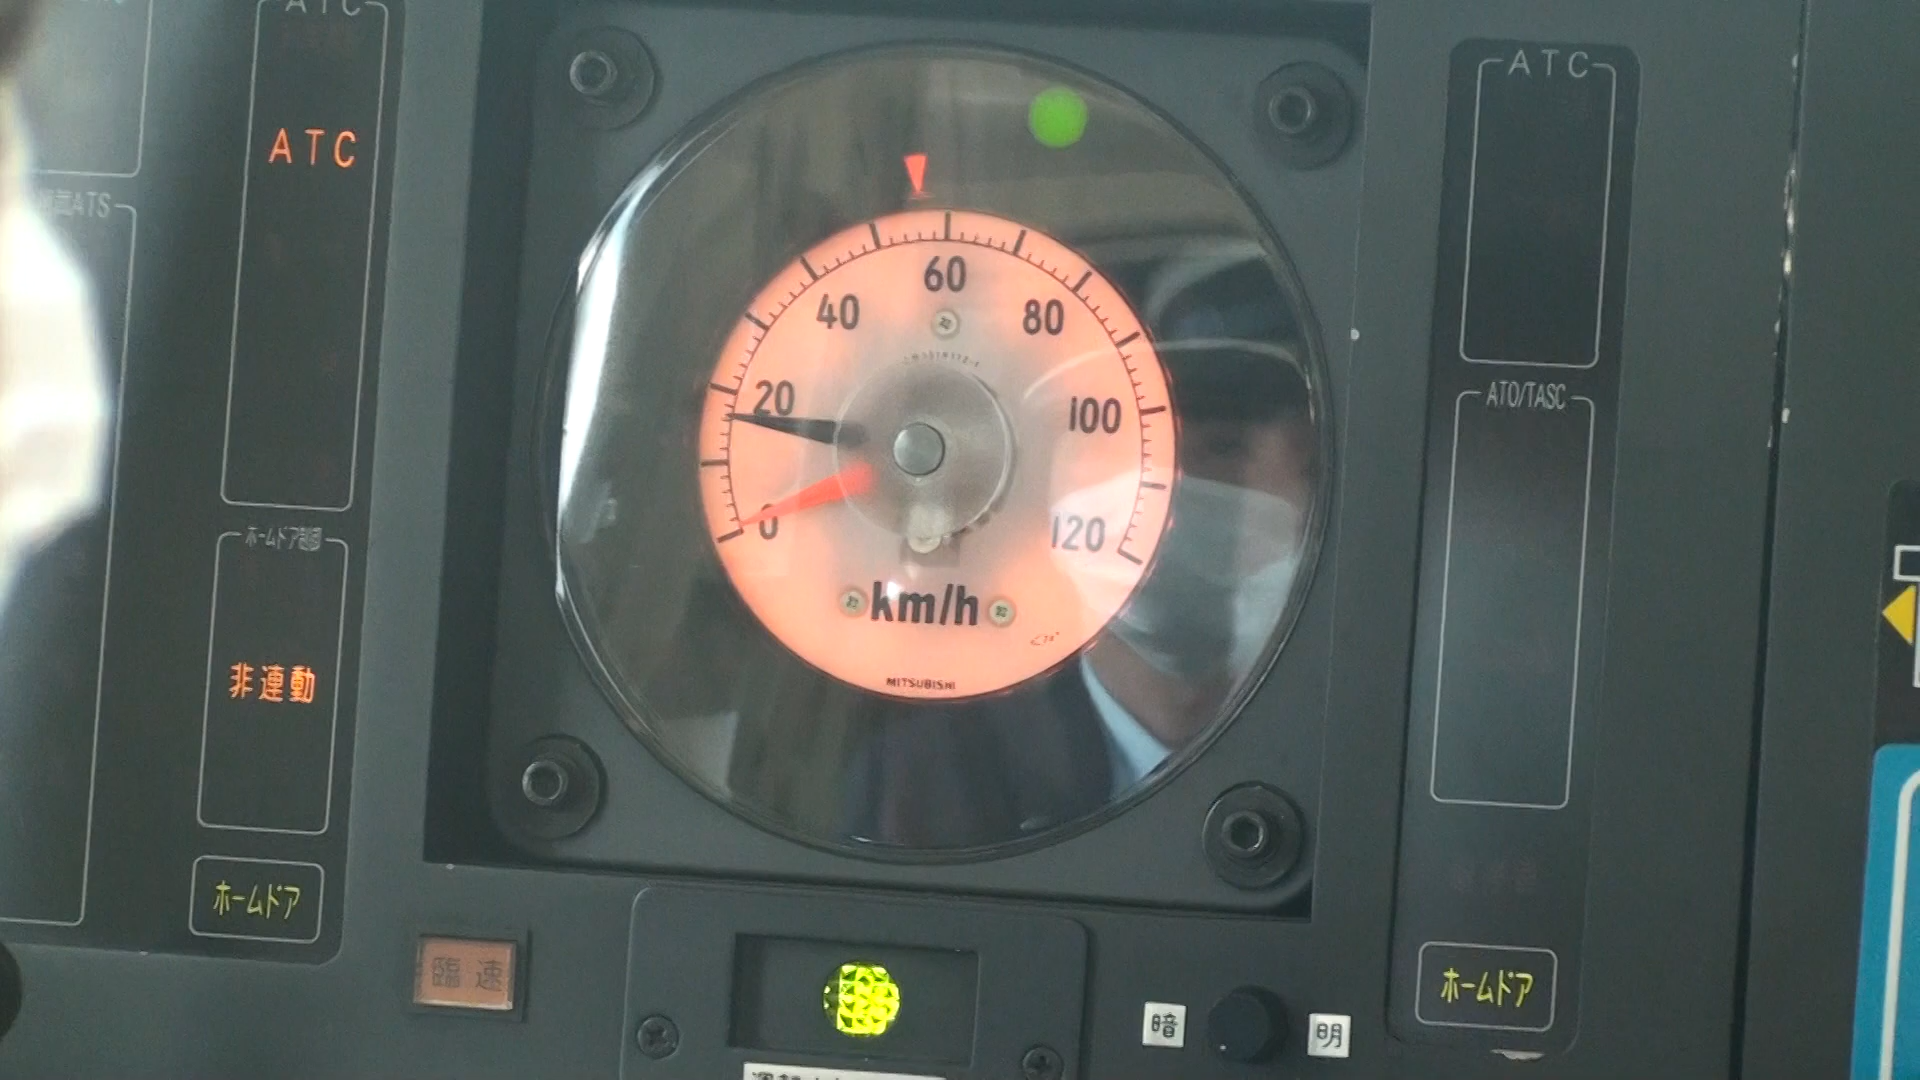 ATC
ATC
ATS
ホームドア
非連動
ホームドア
臨速
0
20
40
60
80
100
120
km/h
MITSUBISHI
暗
明
ATC
ATO/TASC
ホームドア